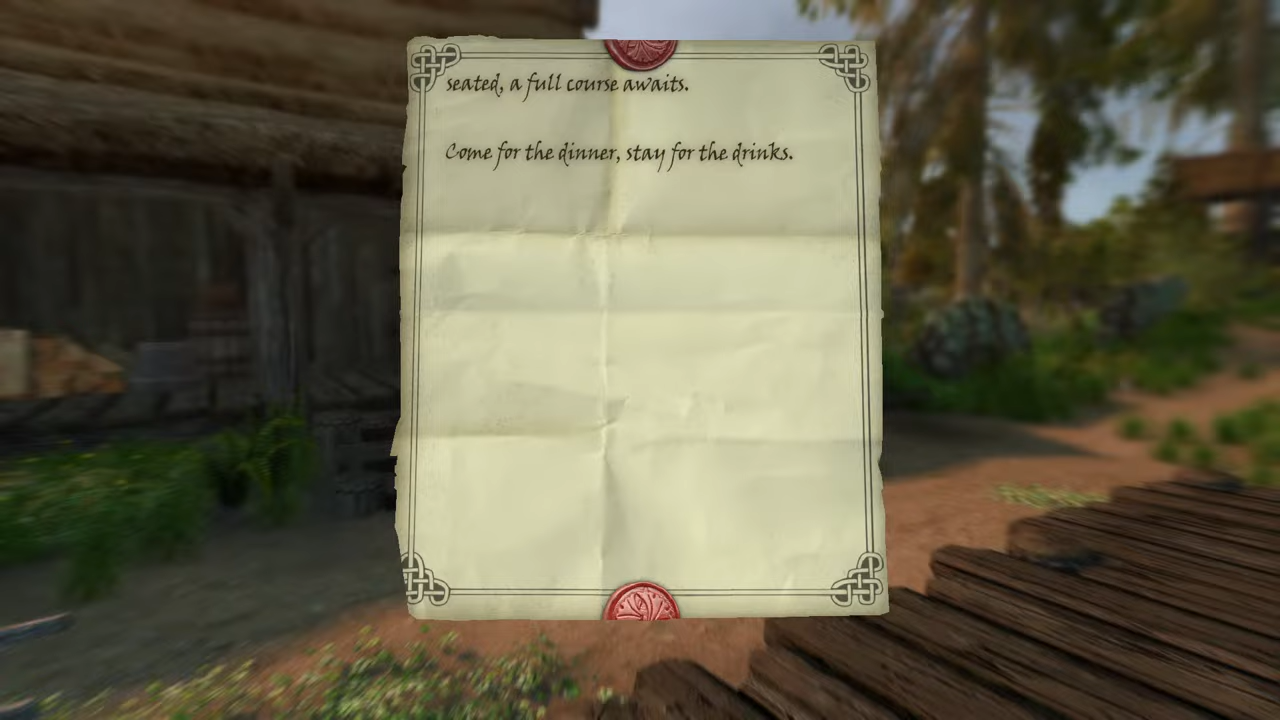 seated, a full course awaits.
Come for the dinner, stay for the drinks.